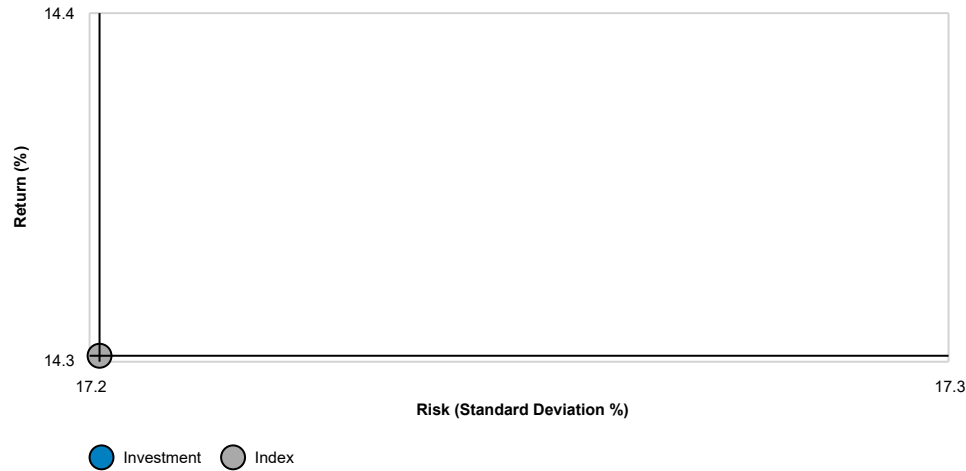 14.4
Return (%)
14.3
17.2
17.3
Risk (Standard Deviation %)
Investment
Index